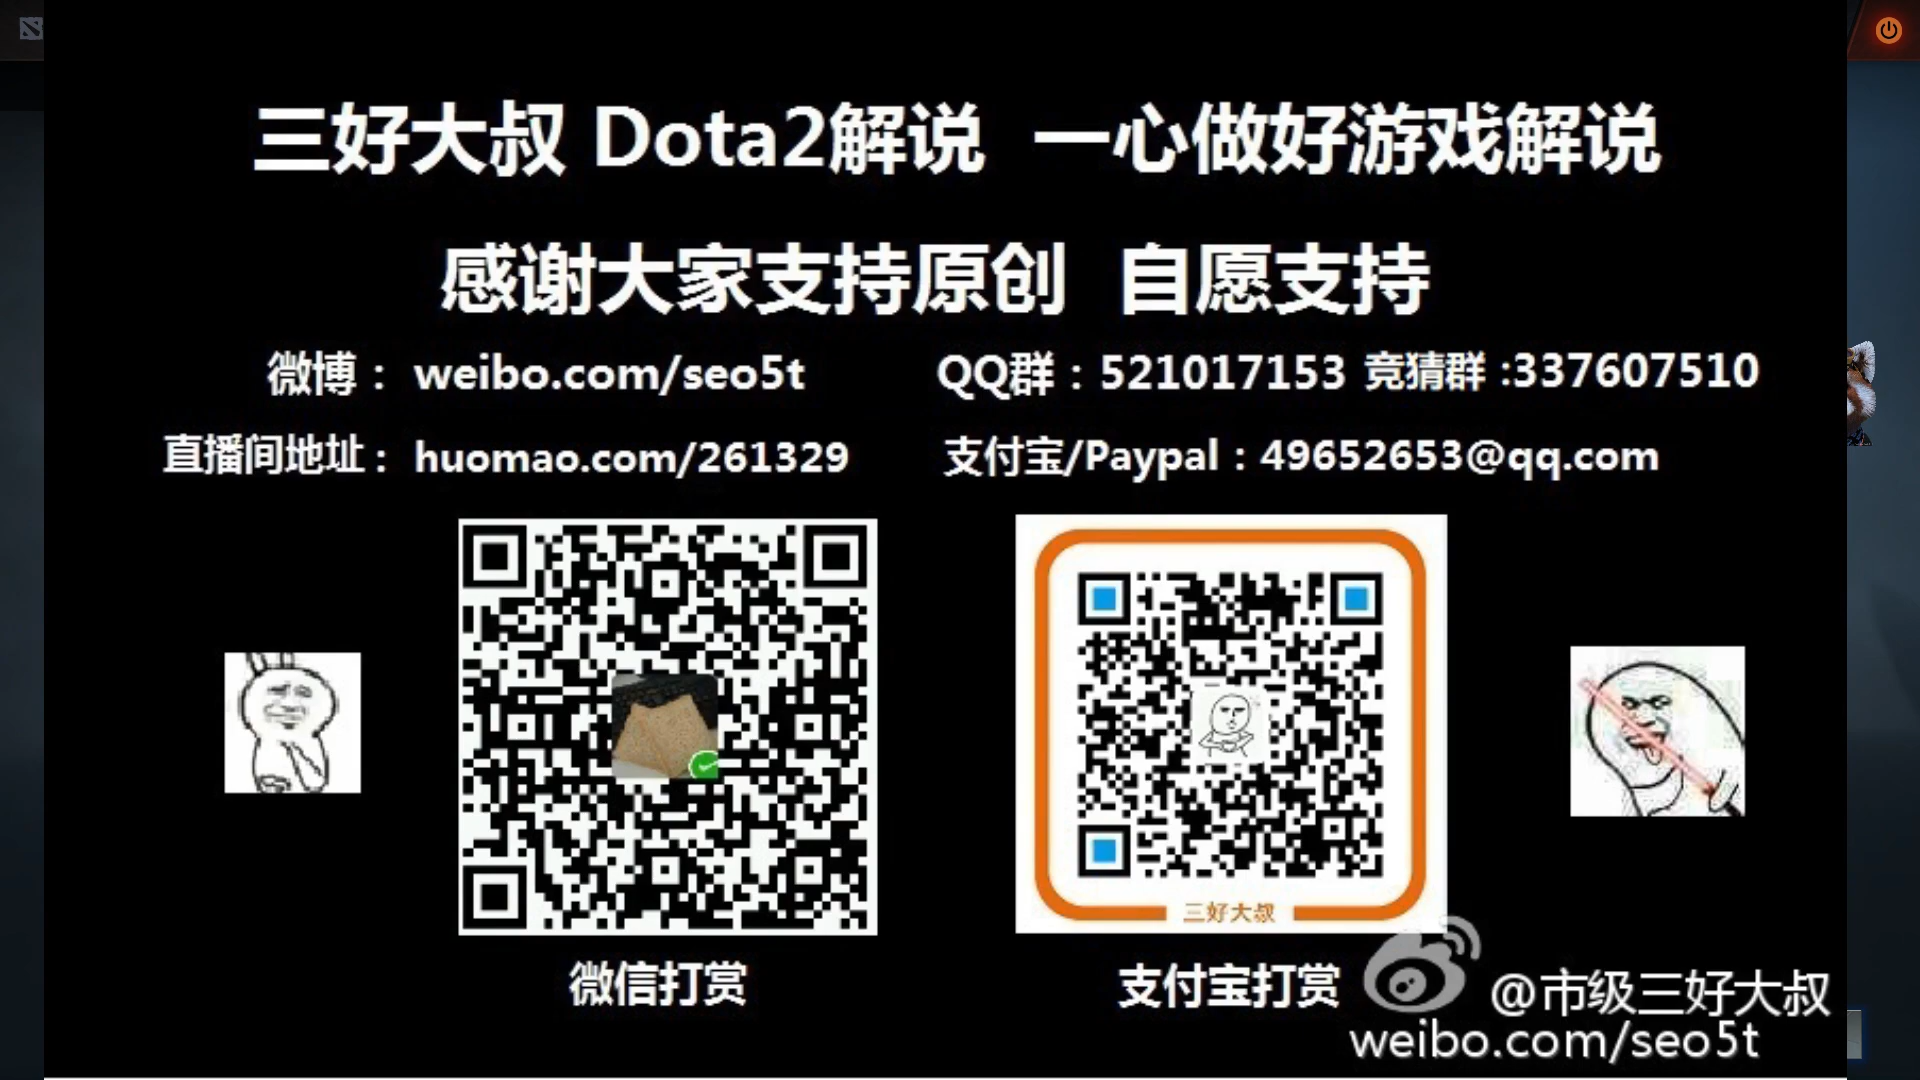 三好大叔 Dota2解说 一心做好游戏解说
感谢大家支持原创 自愿支持
微博： weibo.com/seo5t QQ群：521017153 竞猜群 :337607510
直播间地址： huomao.com/261329 支付宝/Paypal：49652653@qq.com
三好大叔
微信打赏 支付宝打赏
@市级三好大叔
weibo.com/seo5t